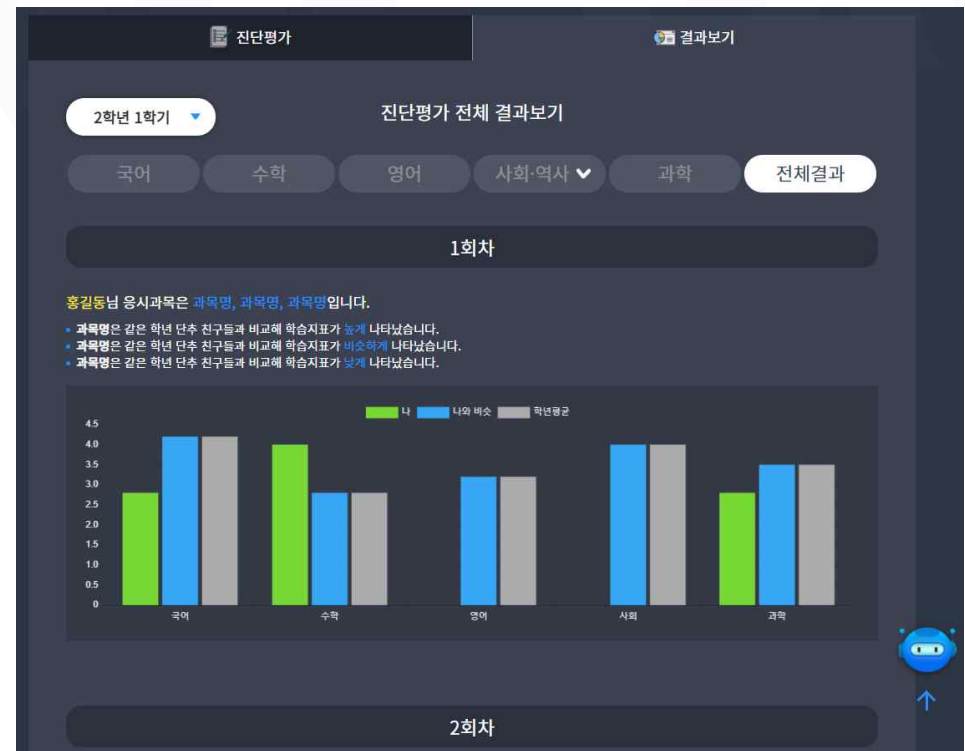 진단평가
결과보기
2학년 1학기
진단평가 전체 결과보기
국어
수학
영어
사회·역사
과학
전체결과
1회차
홍길동님 응시과목은 과목명, 과목명, 과목명입니다.
과목명은 같은 학년 단추 친구들과 비교해 학습지표가 높게 나타났습니다.
과목명은 같은 학년 단추 친구들과 비교해 학습지표가 비슷하게 나타났습니다.
과목명은 같은 학년 단추 친구들과 비교해 학습지표가 낮게 나타났습니다.
나 나와 비슷 학년평균
4.5
4.0
3.5
3.0
2.5
2.0
1.5
1.0
0.5
0
국어 수학 영어 사회 과학
2회차